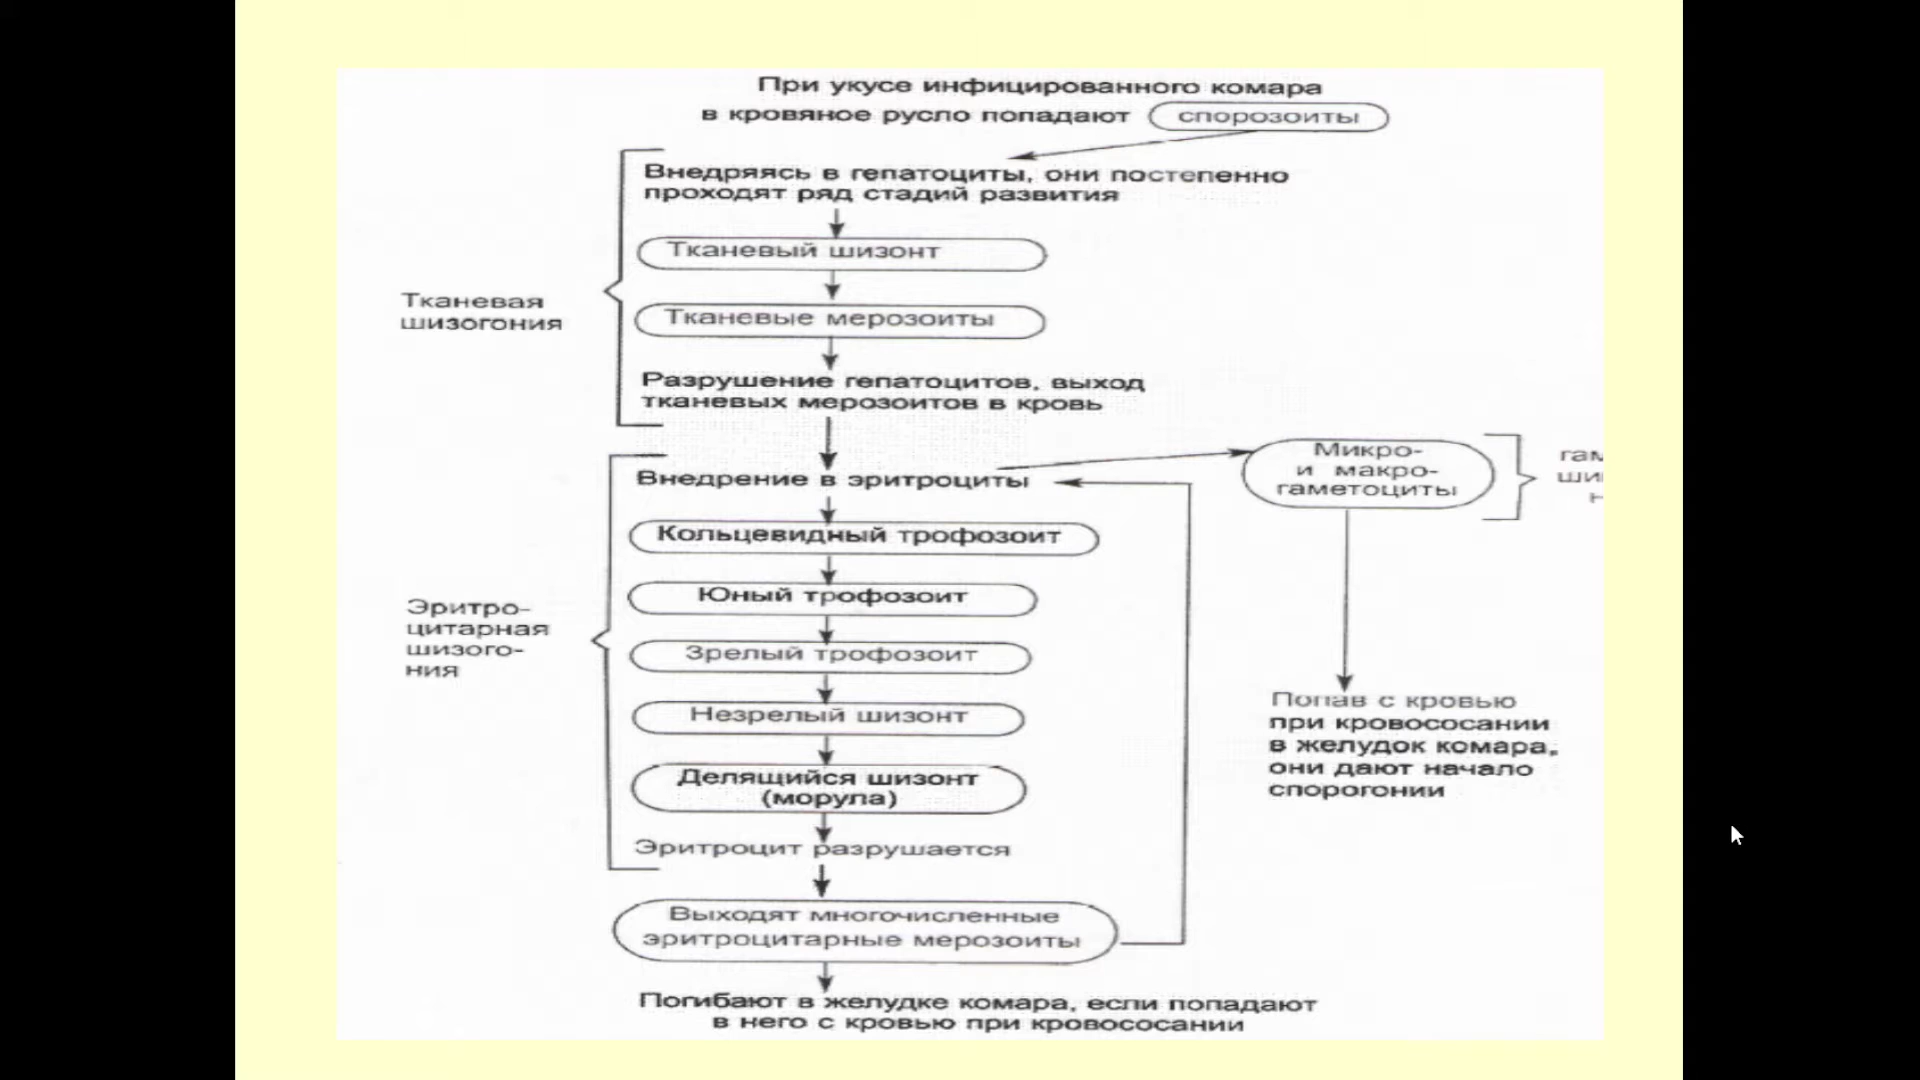 При укусе инфицированного комара
в кровяное русло попадают спорозоиты
Внедряясь в гепатоциты, они постепенно
проходят ряд стадий развития
Тканевый шизонт
Тканевая
шизогония
Тканевые мерозоиты
Разрушение гепатоцитов, выход
тканевых мерозоитов в кровь
Внедрение в эритроциты
Микро-
и макро-
гаметоциты
гам
Кольцевидный трофозоит
Юный трофозоит
Эритро-
цитарная
шизого-
ния
Зрелый трофозоит
Незрелый шизонт
Делящийся шизонт
(морула)
Эритроцит разрушается
Выходят многочисленные
эритроцитарные мерозоиты
Погибают в желудке комара, если попадают
в него с кровью при кровососании
Попав с кровью
при кровососании
в желудок комара,
они дают начало
спорогонии